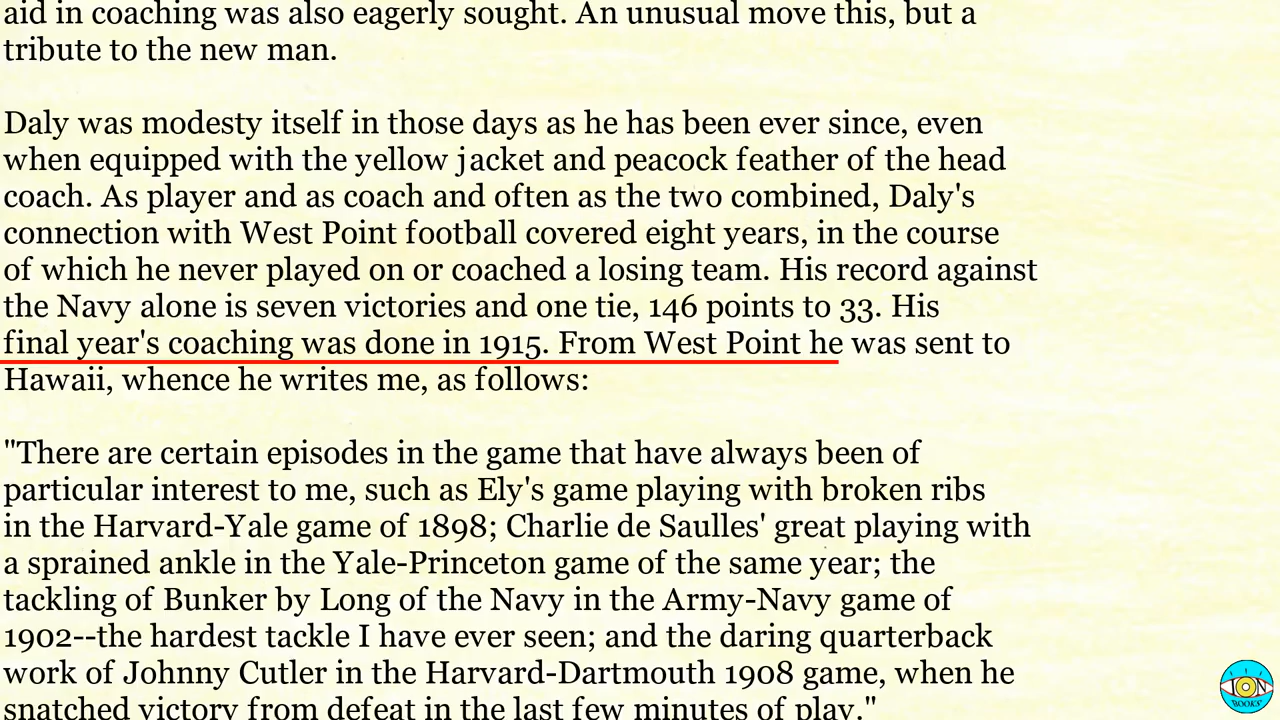 aid in coaching was also eagerly sought. An unusual move this, but a
tribute to the new man.
Daly was modesty itself in those days as he has been ever since, even
when equipped with the yellow jacket and peacock feather of the head
coach. As player and as coach and often as the two combined, Daly's
connection with West Point football covered eight years, in the course
of which he never played on or coached a losing team. His record against
the Navy alone is seven victories and one tie, 146 points to 33. His
final year's coaching was done in 1915. From West Point he was sent to
Hawaii, whence he writes me, as follows:
"There are certain episodes in the game that have always been of
particular interest to me, such as Ely's game playing with broken ribs
in the Harvard-Yale game of 1898; Charlie de Saulles' great playing with
a sprained ankle in the Yale-Princeton game of the same year; the
tackling of Bunker by Long of the Navy in the Army-Navy game of
1902--the hardest tackle I have ever seen; and the daring quarterback
work of Johnny Cutler in the Harvard-Dartmouth 1908 game, when he
snatched victory from defeat in the last few minutes of play."
ION
BOOKS